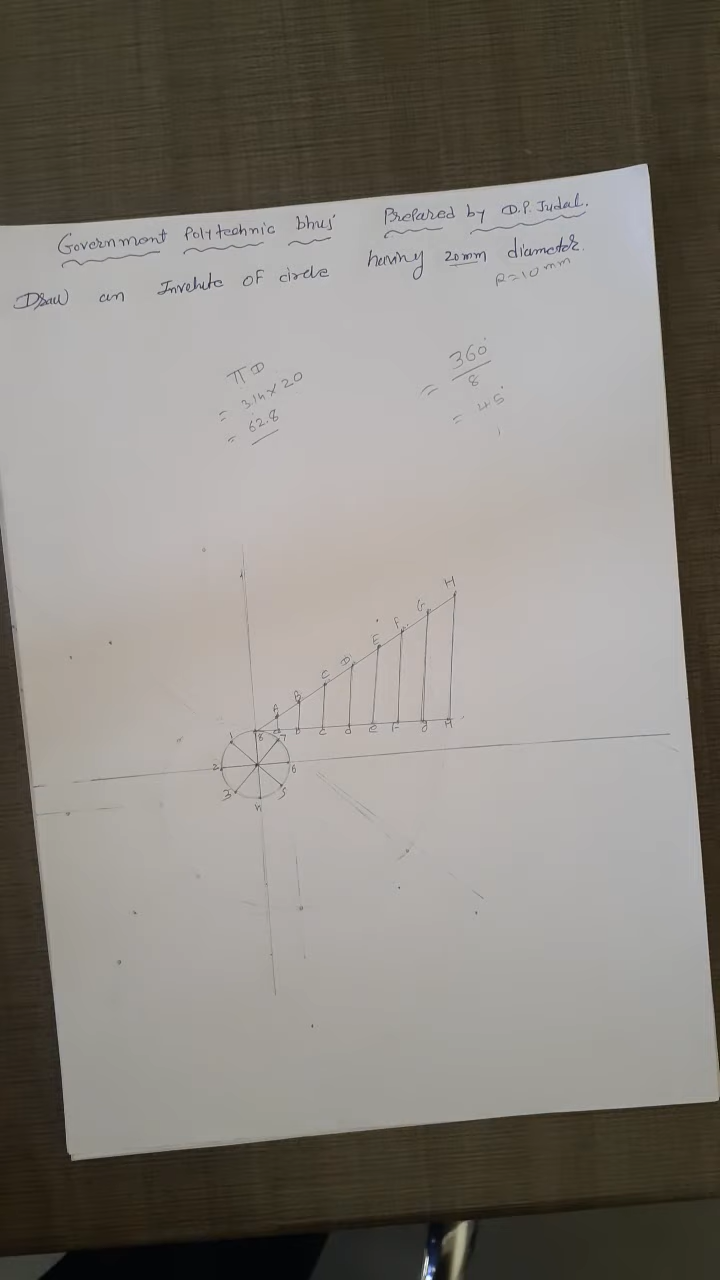 Government Polytechnic bhuj Prepared by D.P. Judal.
Draw an Involute OF circle having 20mm diameter.
R=10mm
πD
= 3.14 x 20
= 62.8
= 360°/8
= 45°
H
G
F
E
D
C
B
A
1 8 7 a b c d e f g H
2 6
3 5
4